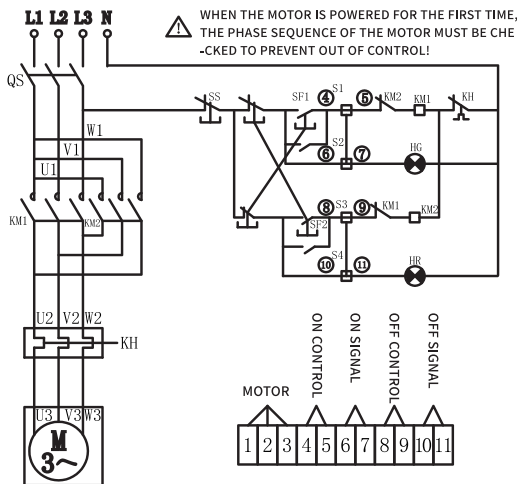 L1 L2 L3 N
WHEN THE MOTOR IS POWERED FOR THE FIRST TIME,
THE PHASE SEQUENCE OF THE MOTOR MUST BE CHE
-CKED TO PREVENT OUT OF CONTROL!
QS
SS SF1 ④ S1 ⑤ KM2 KM1 KH
W1
V1
U1
⑥ S2 ⑦ HG
KM1 KM2
⑧ S3 ⑨ KM1 KM2
SF2
S4
⑩ ⑪ HR
U2 V2 W2
KH
U3 V3 W3
M
3~
MOTOR
ON CONTROL
ON SIGNAL
OFF CONTROL
OFF SIGNAL
1 2 3 4 5 6 7 8 9 10 11